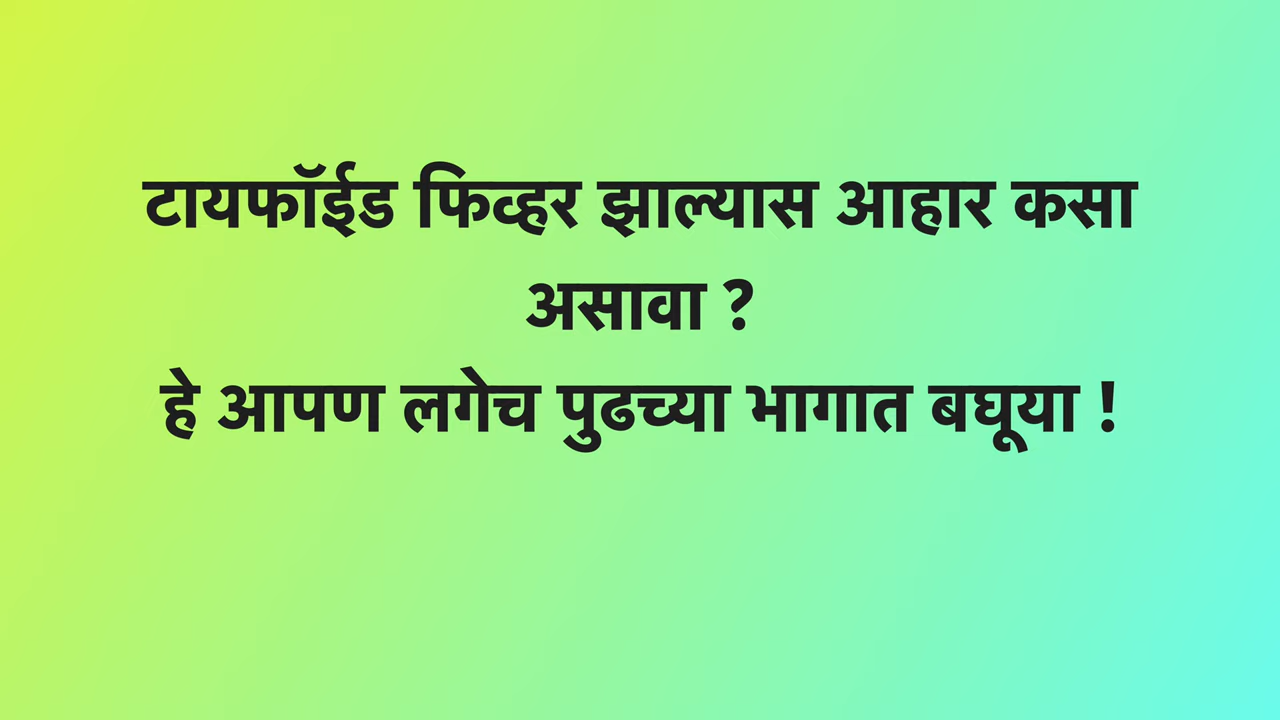 टायफॉईड फिव्हर झाल्यास आहार कसा
असावा ?
हे आपण लगेच पुढच्या भागात बघूया !